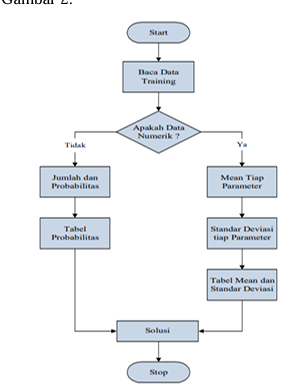 Gambar 2.
Start
Baca Data
Training
Apakah Data
Numerik ?
Tidak
Ya
Jumlah dan
Probabilitas
Mean Tiap
Parameter
Tabel
Probabilitas
Standar Deviasi
tiap Parameter
Tabel Mean dan
Standar Deviasi
Solusi
Stop